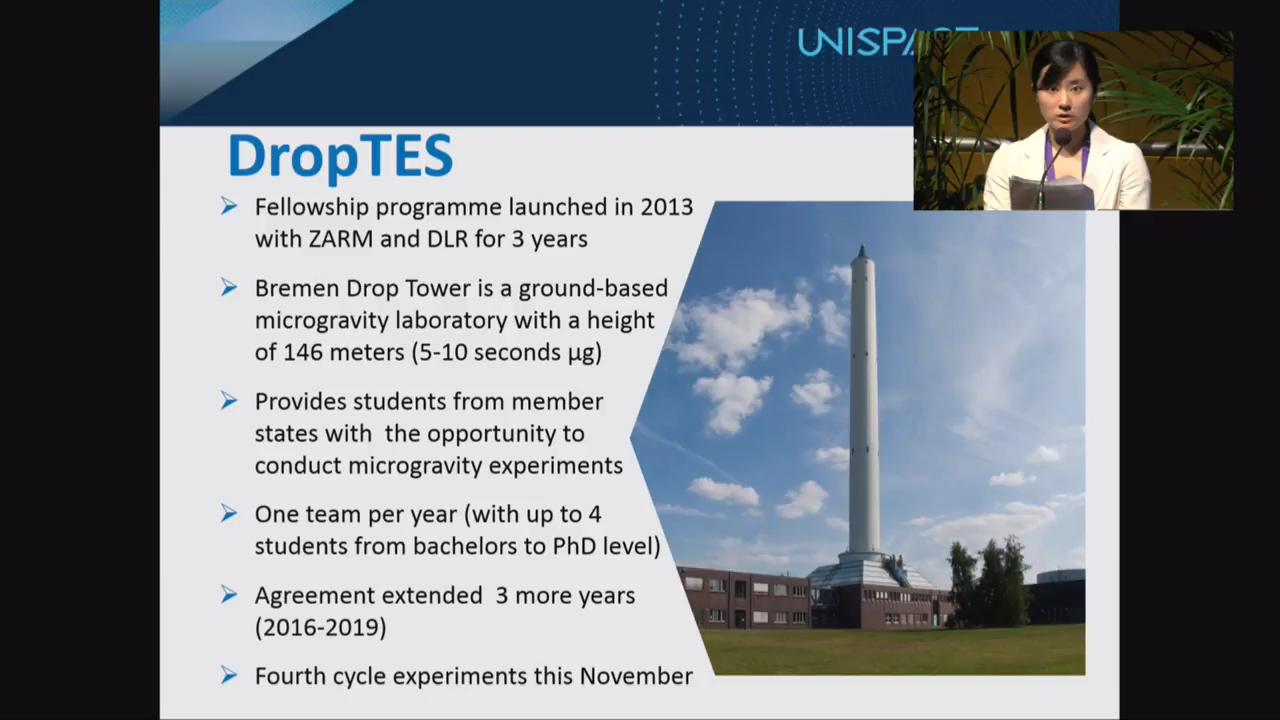 DropTES
Fellowship programme launched in 2013
with ZARM and DLR for 3 years
Bremen Drop Tower is a ground-based
microgravity laboratory with a height
of 146 meters (5-10 seconds µg)
Provides students from member
states with  the opportunity to
conduct microgravity experiments
One team per year (with up to 4
students from bachelors to PhD level)
Agreement extended  3 more years
(2016-2019)
Fourth cycle experiments this November